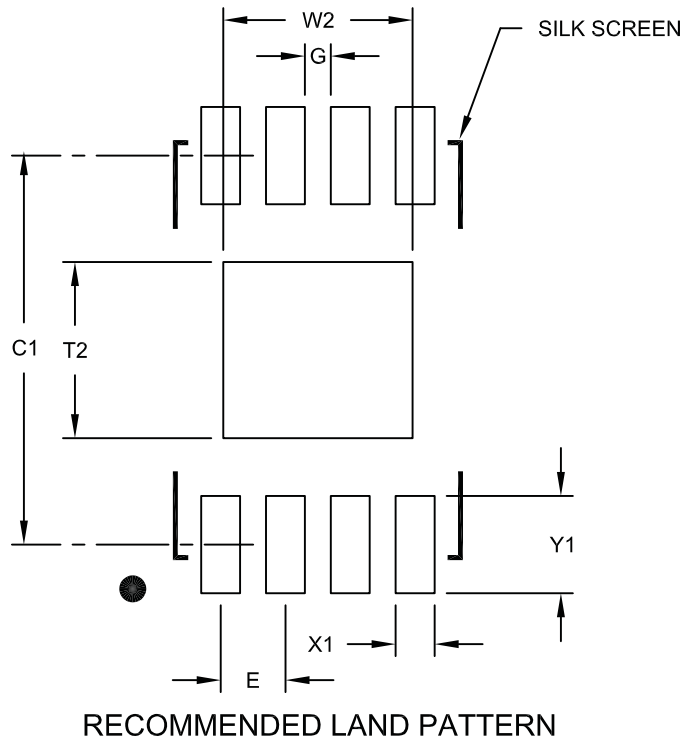 W2
SILK SCREEN
G
C1
T2
Y1
X1
E
RECOMMENDED LAND PATTERN